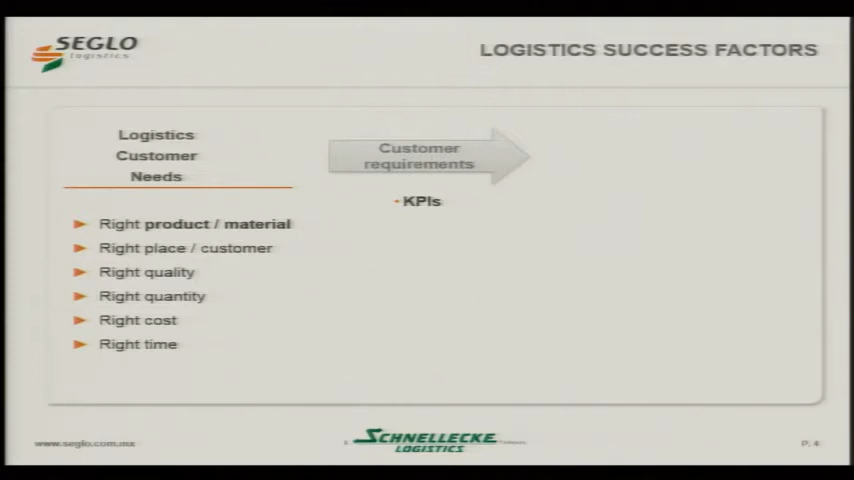 SEGLO
logistics
LOGISTICS SUCCESS FACTORS
Logistics
Customer
Needs
Customer
requirements
• KPIs
Right product / material
Right place / customer
Right quality
Right quantity
Right cost
Right time
www.seglo.com.mx
SCHNELLECKE
LOGISTICS
P. 4